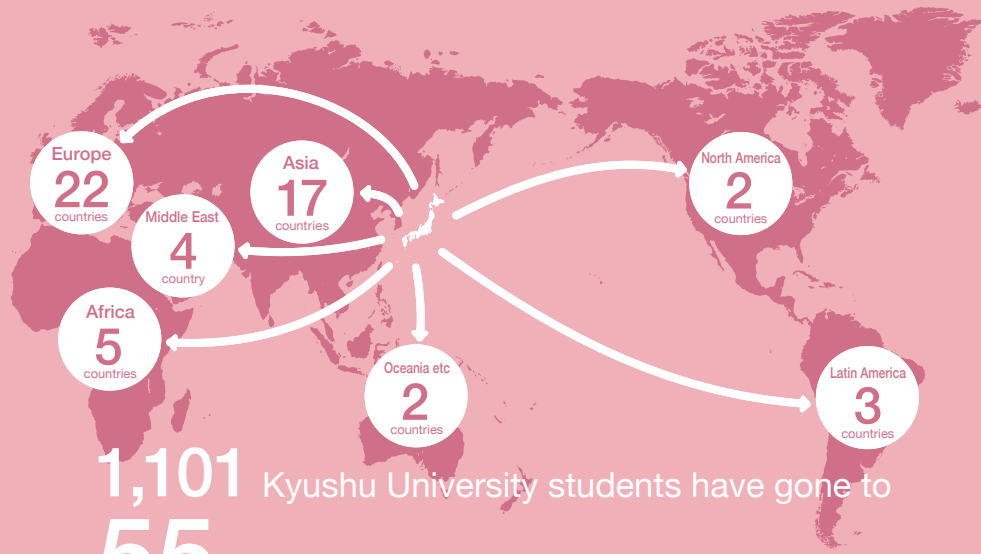 Europe
22
countries
Asia
17
countries
Middle East
4
country
Africa
5
countries
North America
2
countries
Oceania etc
2
countries
Latin America
3
countries
1,101 Kyushu University students have gone to
55